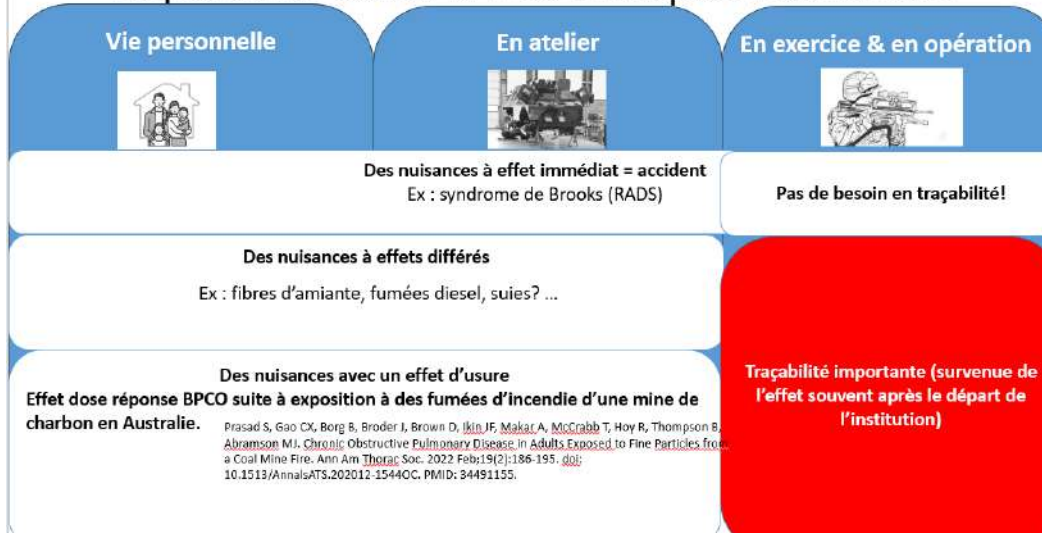 Vie personnelle
En atelier
En exercice & en opération
Des nuisances à effet immédiat = accident
Ex : syndrome de Brooks (RADS)
Pas de besoin en traçabilité!
Des nuisances à effets différés
Ex : fibres d'amiante, fumées diesel, suies? ...
Des nuisances avec un effet d'usure
Effet dose réponse BPCO suite à exposition à des fumées d'incendie d'une mine de
charbon en Australie.
Prasad S, Gao CX, Borg B, Broder J, Brown D, Ikin JF, Makar A, McCrabb T, Hoy R, Thompson B,
Abramson MJ. Chronic Obstructive Pulmonary Disease in Adults Exposed to Fine Particles from
a Coal Mine Fire. Ann Am Thorac Soc. 2022 Feb;19(2):186-195. doi:
10.1513/AnnalsATS.202012-1544OC. PMID: 34491155.
Traçabilité importante (survenue de
l'effet souvent après le départ de
l'institution)